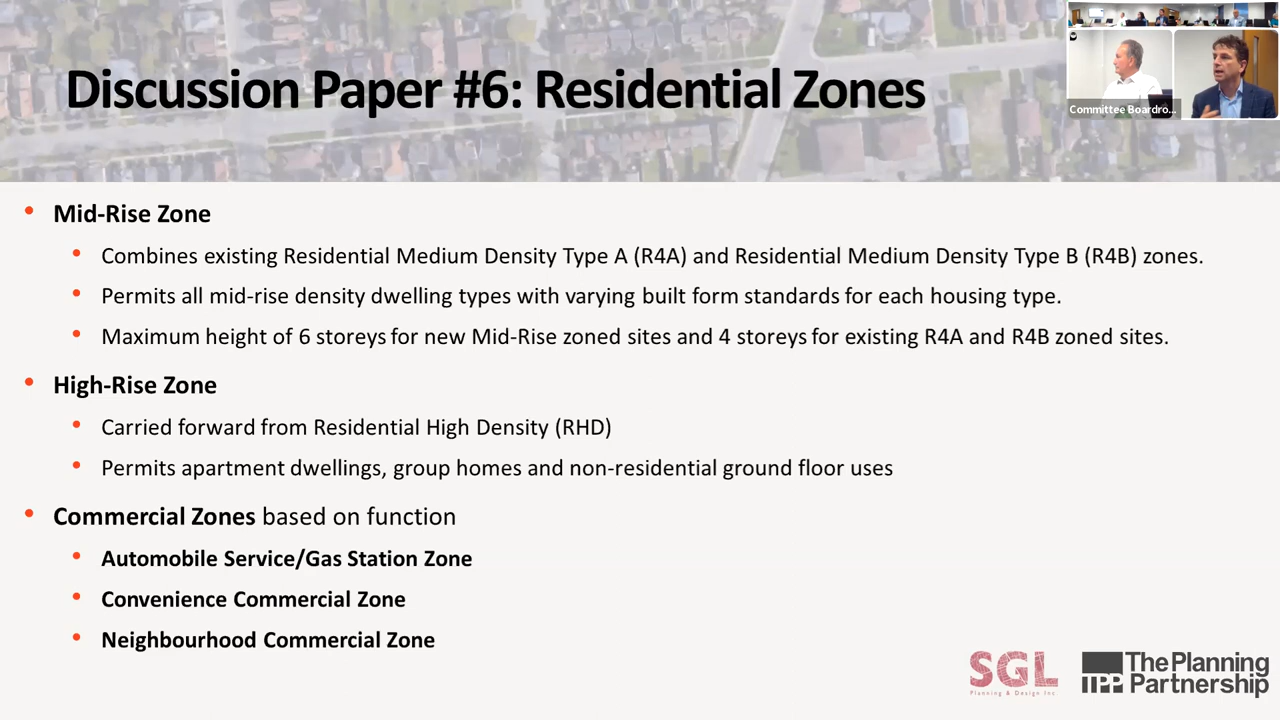 Discussion Paper #6: Residential Zones
Committee Boardro...
• Mid-Rise Zone
• Combines existing Residential Medium Density Type A (R4A) and Residential Medium Density Type B (R4B) zones.
• Permits all mid-rise density dwelling types with varying built form standards for each housing type.
• Maximum height of 6 storeys for new Mid-Rise zoned sites and 4 storeys for existing R4A and R4B zoned sites.
• High-Rise Zone
• Carried forward from Residential High Density (RHD)
• Permits apartment dwellings, group homes and non-residential ground floor uses
• Commercial Zones based on function
• Automobile Service/Gas Station Zone
• Convenience Commercial Zone
• Neighbourhood Commercial Zone
SGL
Planning & Design Inc.
TPP
The Planning
Partnership